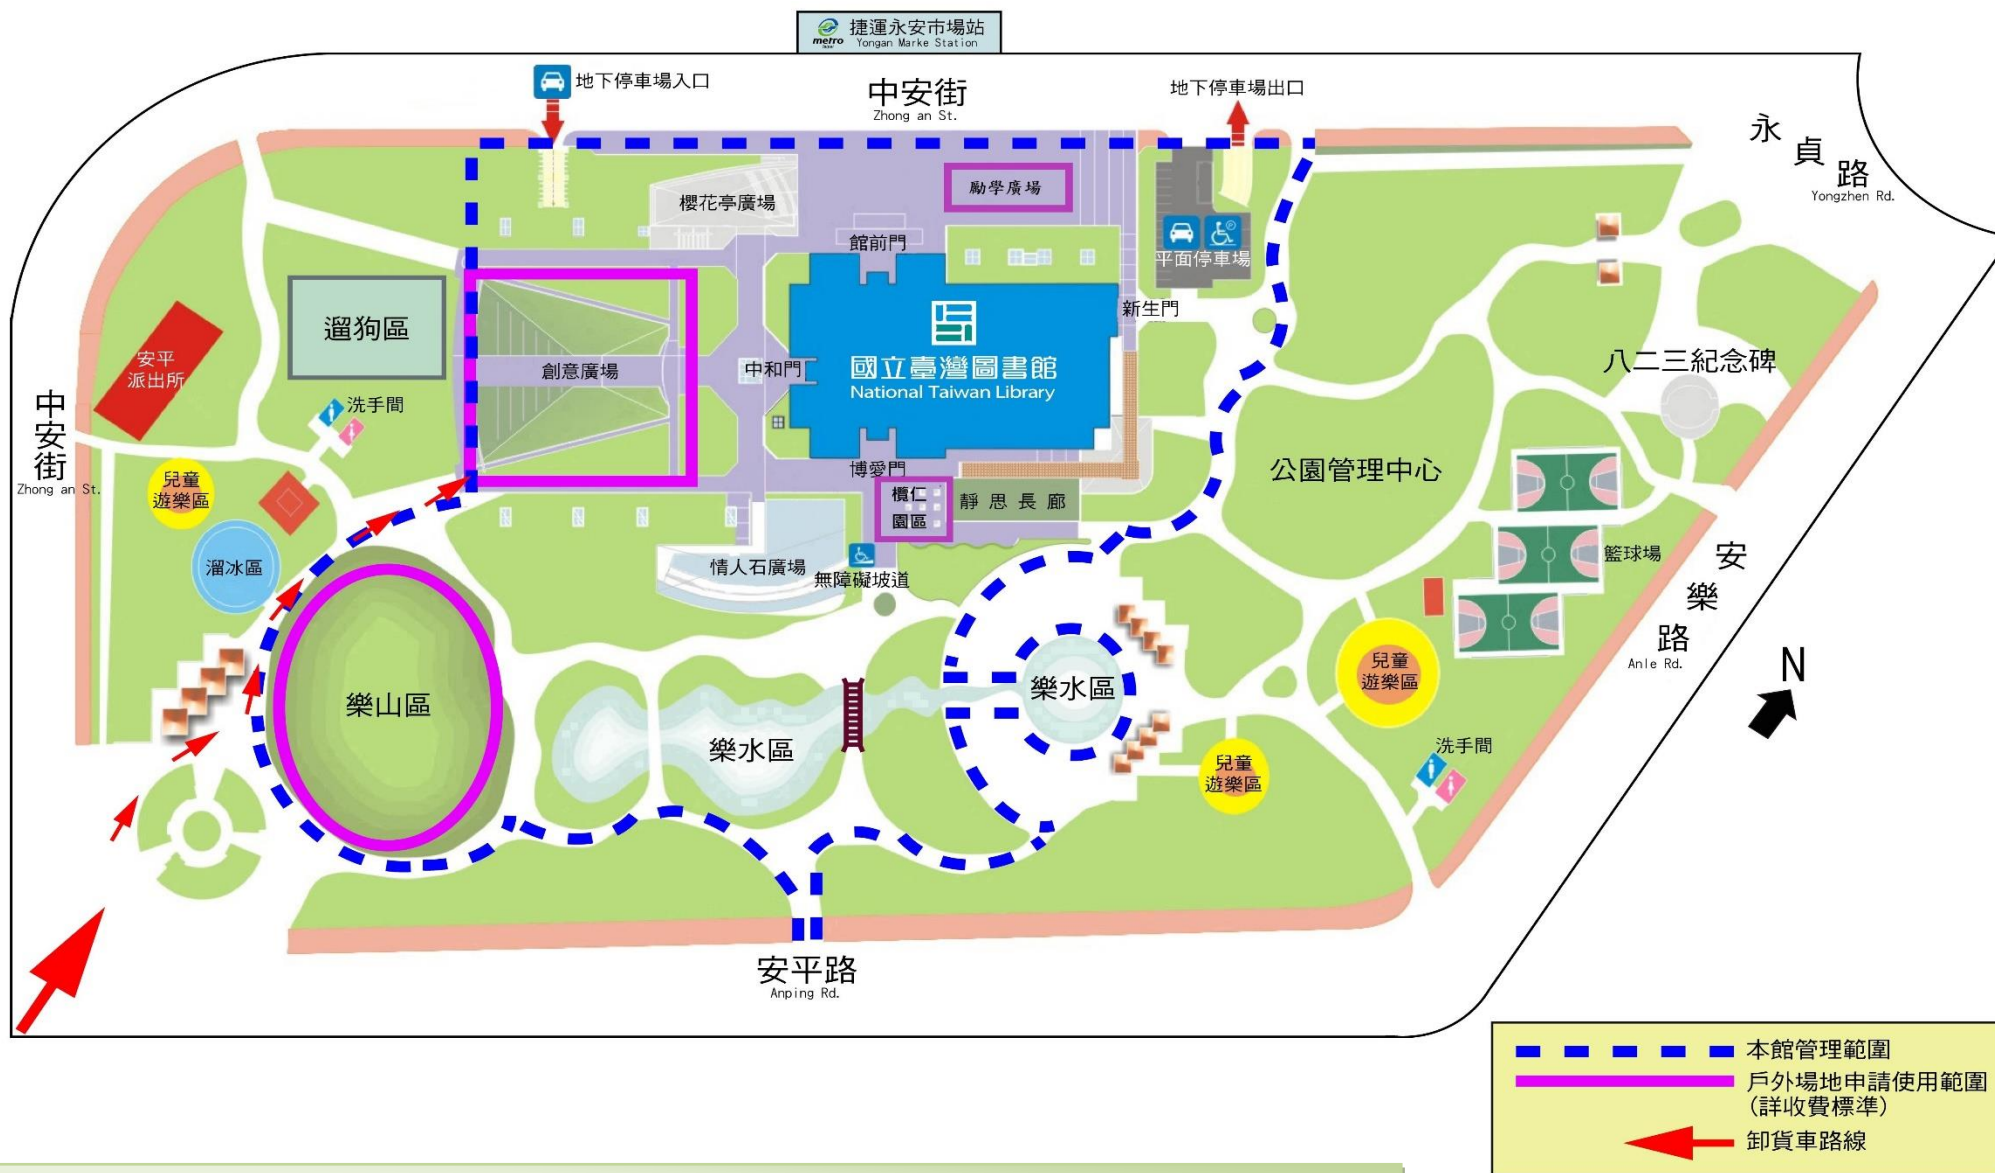 捷運永安市場站
metro
Yongan Marke Station
地下停車場入口
中安街
Zhong an St.
地下停車場出口
永貞路
Yongzhen Rd.
櫻花亭廣場
勵學廣場
館前門
平面停車場
遛狗區
新生門
安平
派出所
創意廣場
中和門
國立臺灣圖書館
National Taiwan Library
八二三紀念碑
中安街
Zhong an St.
洗手間
兒童
遊樂區
博愛門
公園管理中心
欖仁
園區
靜思長廊
溜冰區
情人石廣場
無障礙坡道
籃球場
安樂路
Anle Rd.
樂山區
樂水區
樂水區
兒童
遊樂區
N
洗手間
兒童
遊樂區
安平路
Anping Rd.
本館管理範圍
戶外場地申請使用範圍
(詳收費標準)
卸貨車路線